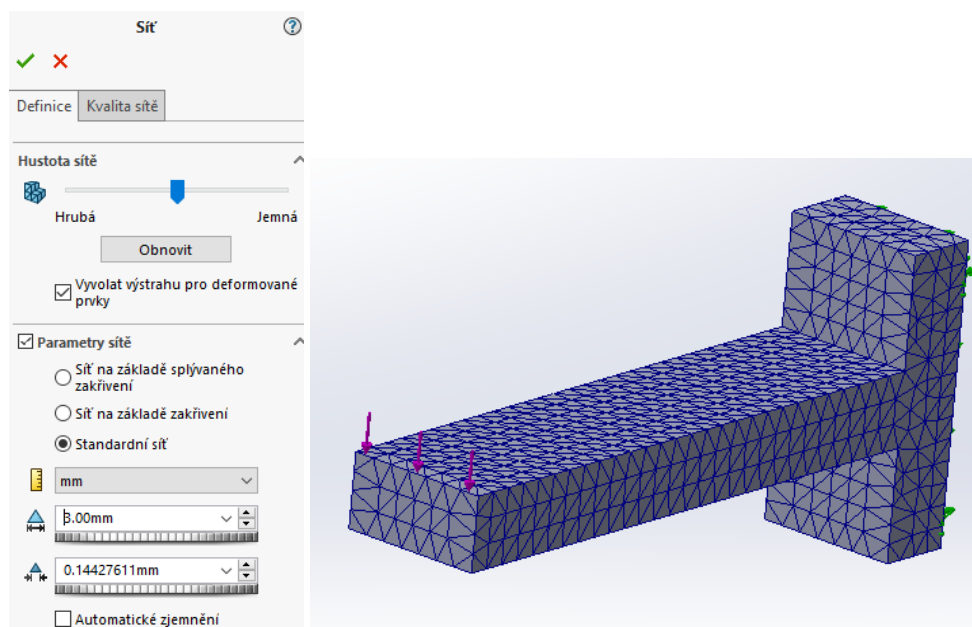 Síť
Definice
Kvalita sítě
Hustota sítě
Hrubá
Jemná
Obnovit
Vyvolat výstrahu pro deformované
prvky
Parametry sítě
Síť na základě splývaného
zakřivení
Síť na základě zakřivení
Standardní síť
mm
3.00mm
0.14427611mm
Automatické zjemnění